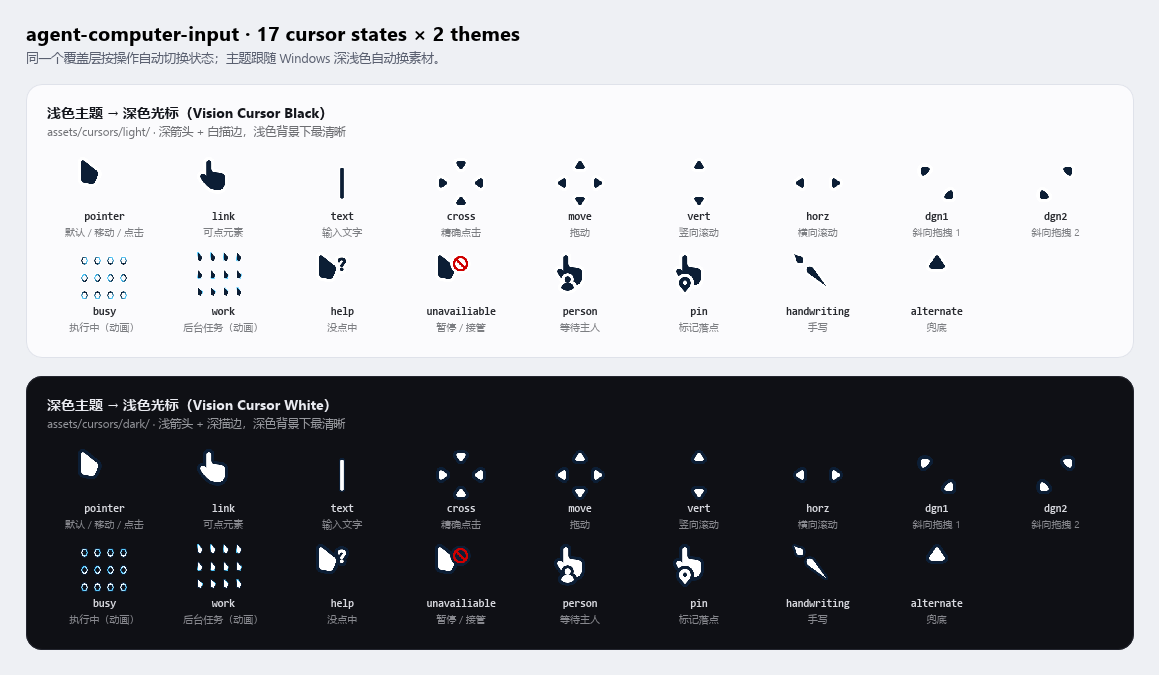 agent-computer-input · 17 cursor states × 2 themes
同一个覆盖层按操作自动切换状态；主题跟随 Windows 深浅色自动换素材。
浅色主题 → 深色光标（Vision Cursor Black）
assets/cursors/light/ · 深箭头 + 白描边，浅色背景下最清晰
pointer link text cross move vert horz dgn1 dgn2
默认 / 移动 / 点击 可点元素 输入文字 精确点击 拖动 竖向滚动 横向滚动 斜向拖拽 1 斜向拖拽 2
?
busy work help unavailiable person pin handwriting alternate
执行中（动画） 后台任务（动画） 没点中 暂停 / 接管 等待主人 标记落点 手写 兜底
深色主题 → 浅色光标（Vision Cursor White）
assets/cursors/dark/ · 浅箭头 + 深描边，深色背景下最清晰
pointer link text cross move vert horz dgn1 dgn2
默认 / 移动 / 点击 可点元素 输入文字 精确点击 拖动 竖向滚动 横向滚动 斜向拖拽 1 斜向拖拽 2
?
busy work help unavailiable person pin handwriting alternate
执行中（动画） 后台任务（动画） 没点中 暂停 / 接管 等待主人 标记落点 手写 兜底